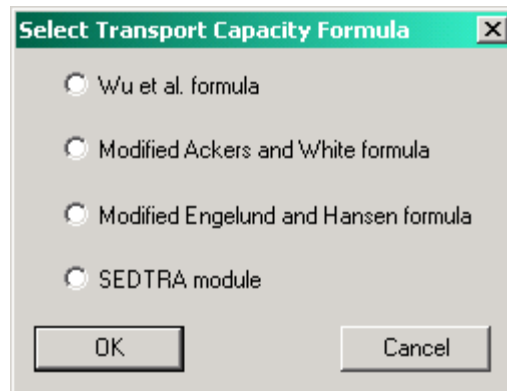 Select Transport Capacity Formula
Wu et al. formula
Modified Ackers and White formula
Modified Engelund and Hansen formula
SEDTRA module
OK Cancel